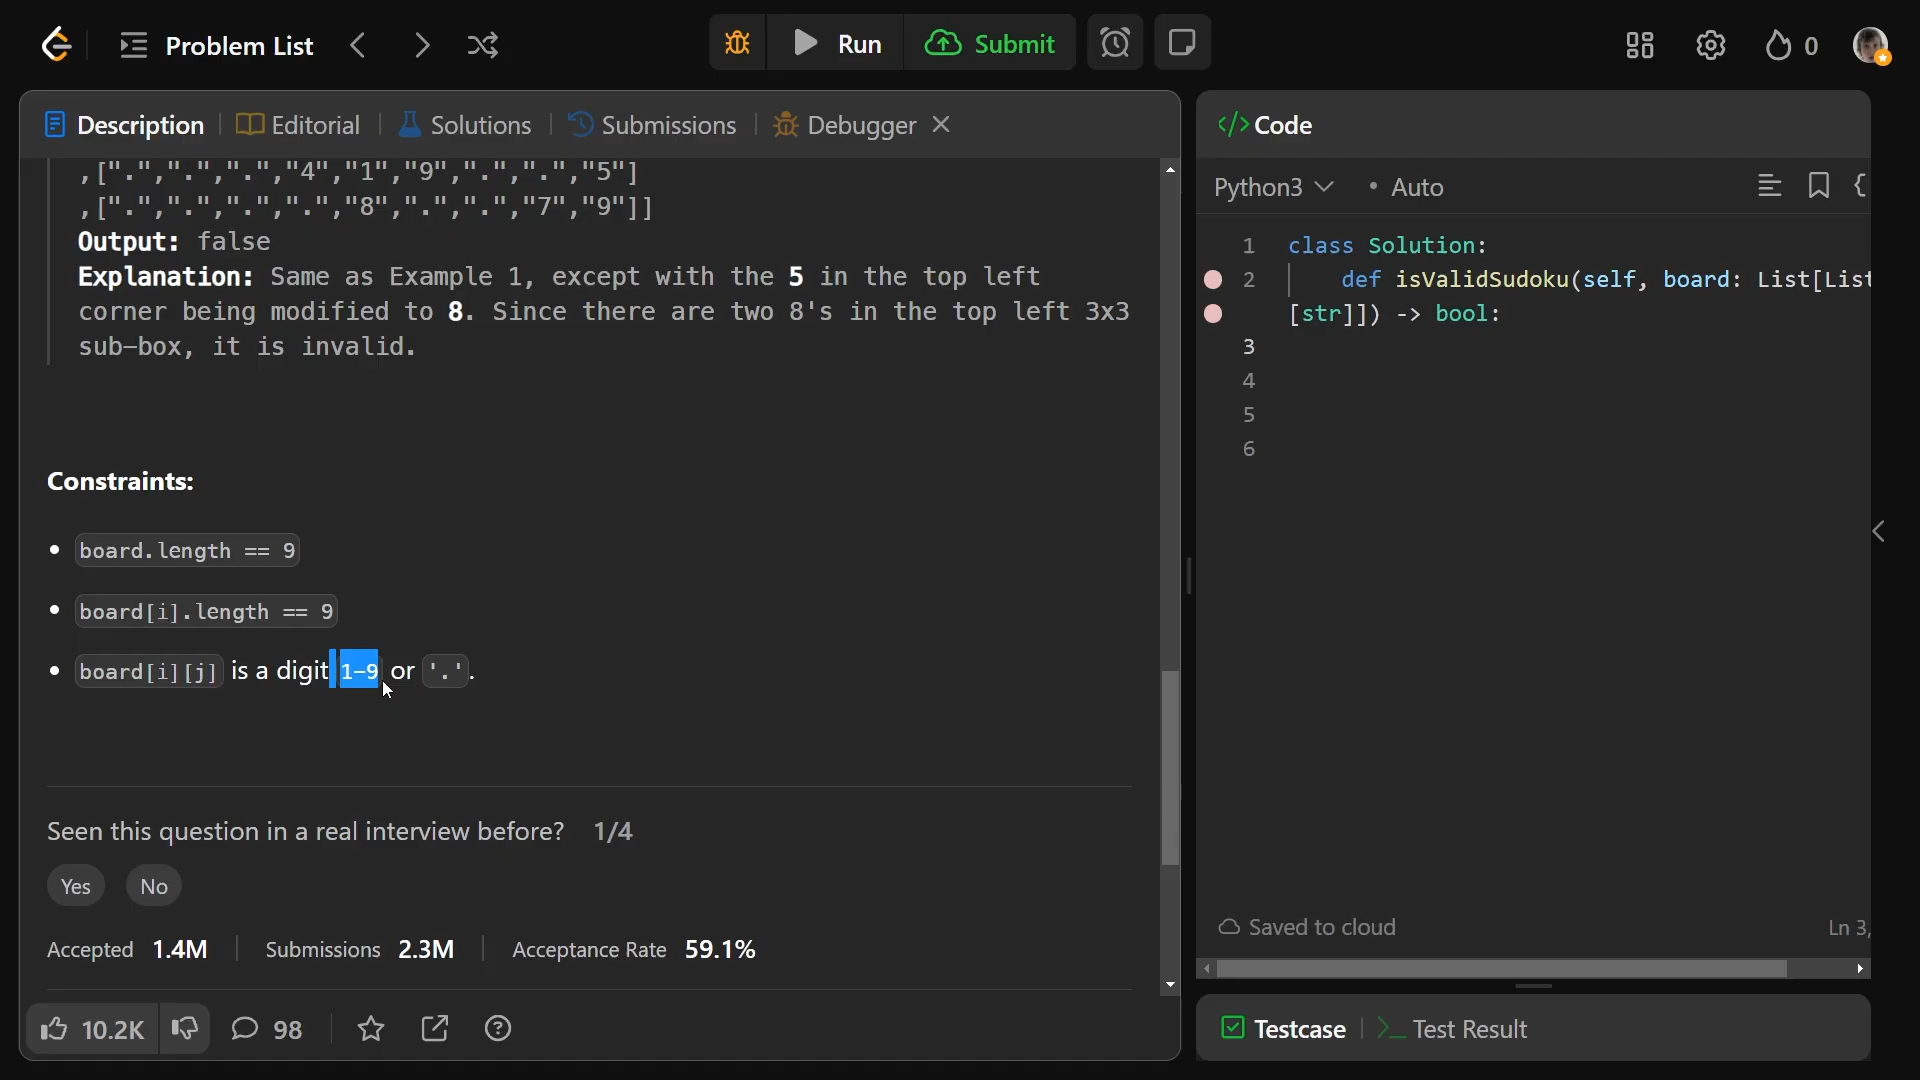 Problem List
Run
Submit
0
Description
Editorial
Solutions
Submissions
Debugger
,[".",".",".","4","1","9",".",".","5"]
,[".",".",".",".","8",".",".","7","9"]]
Output: false
Explanation: Same as Example 1, except with the 5 in the top left
corner being modified to 8. Since there are two 8's in the top left 3x3
sub-box, it is invalid.
Constraints:
board.length == 9
board[i].length == 9
board[i][j] is a digit 1-9 or '.'.
Seen this question in a real interview before? 1/4
Yes
No
Accepted 1.4M
Submissions 2.3M
Acceptance Rate 59.1%
10.2K
98
</> Code
Python3
• Auto
{
1 class Solution:
2 def isValidSudoku(self, board: List[List
[str]]) -> bool:
3
4
5
6
Saved to cloud
Ln 3,
Testcase
>_ Test Result